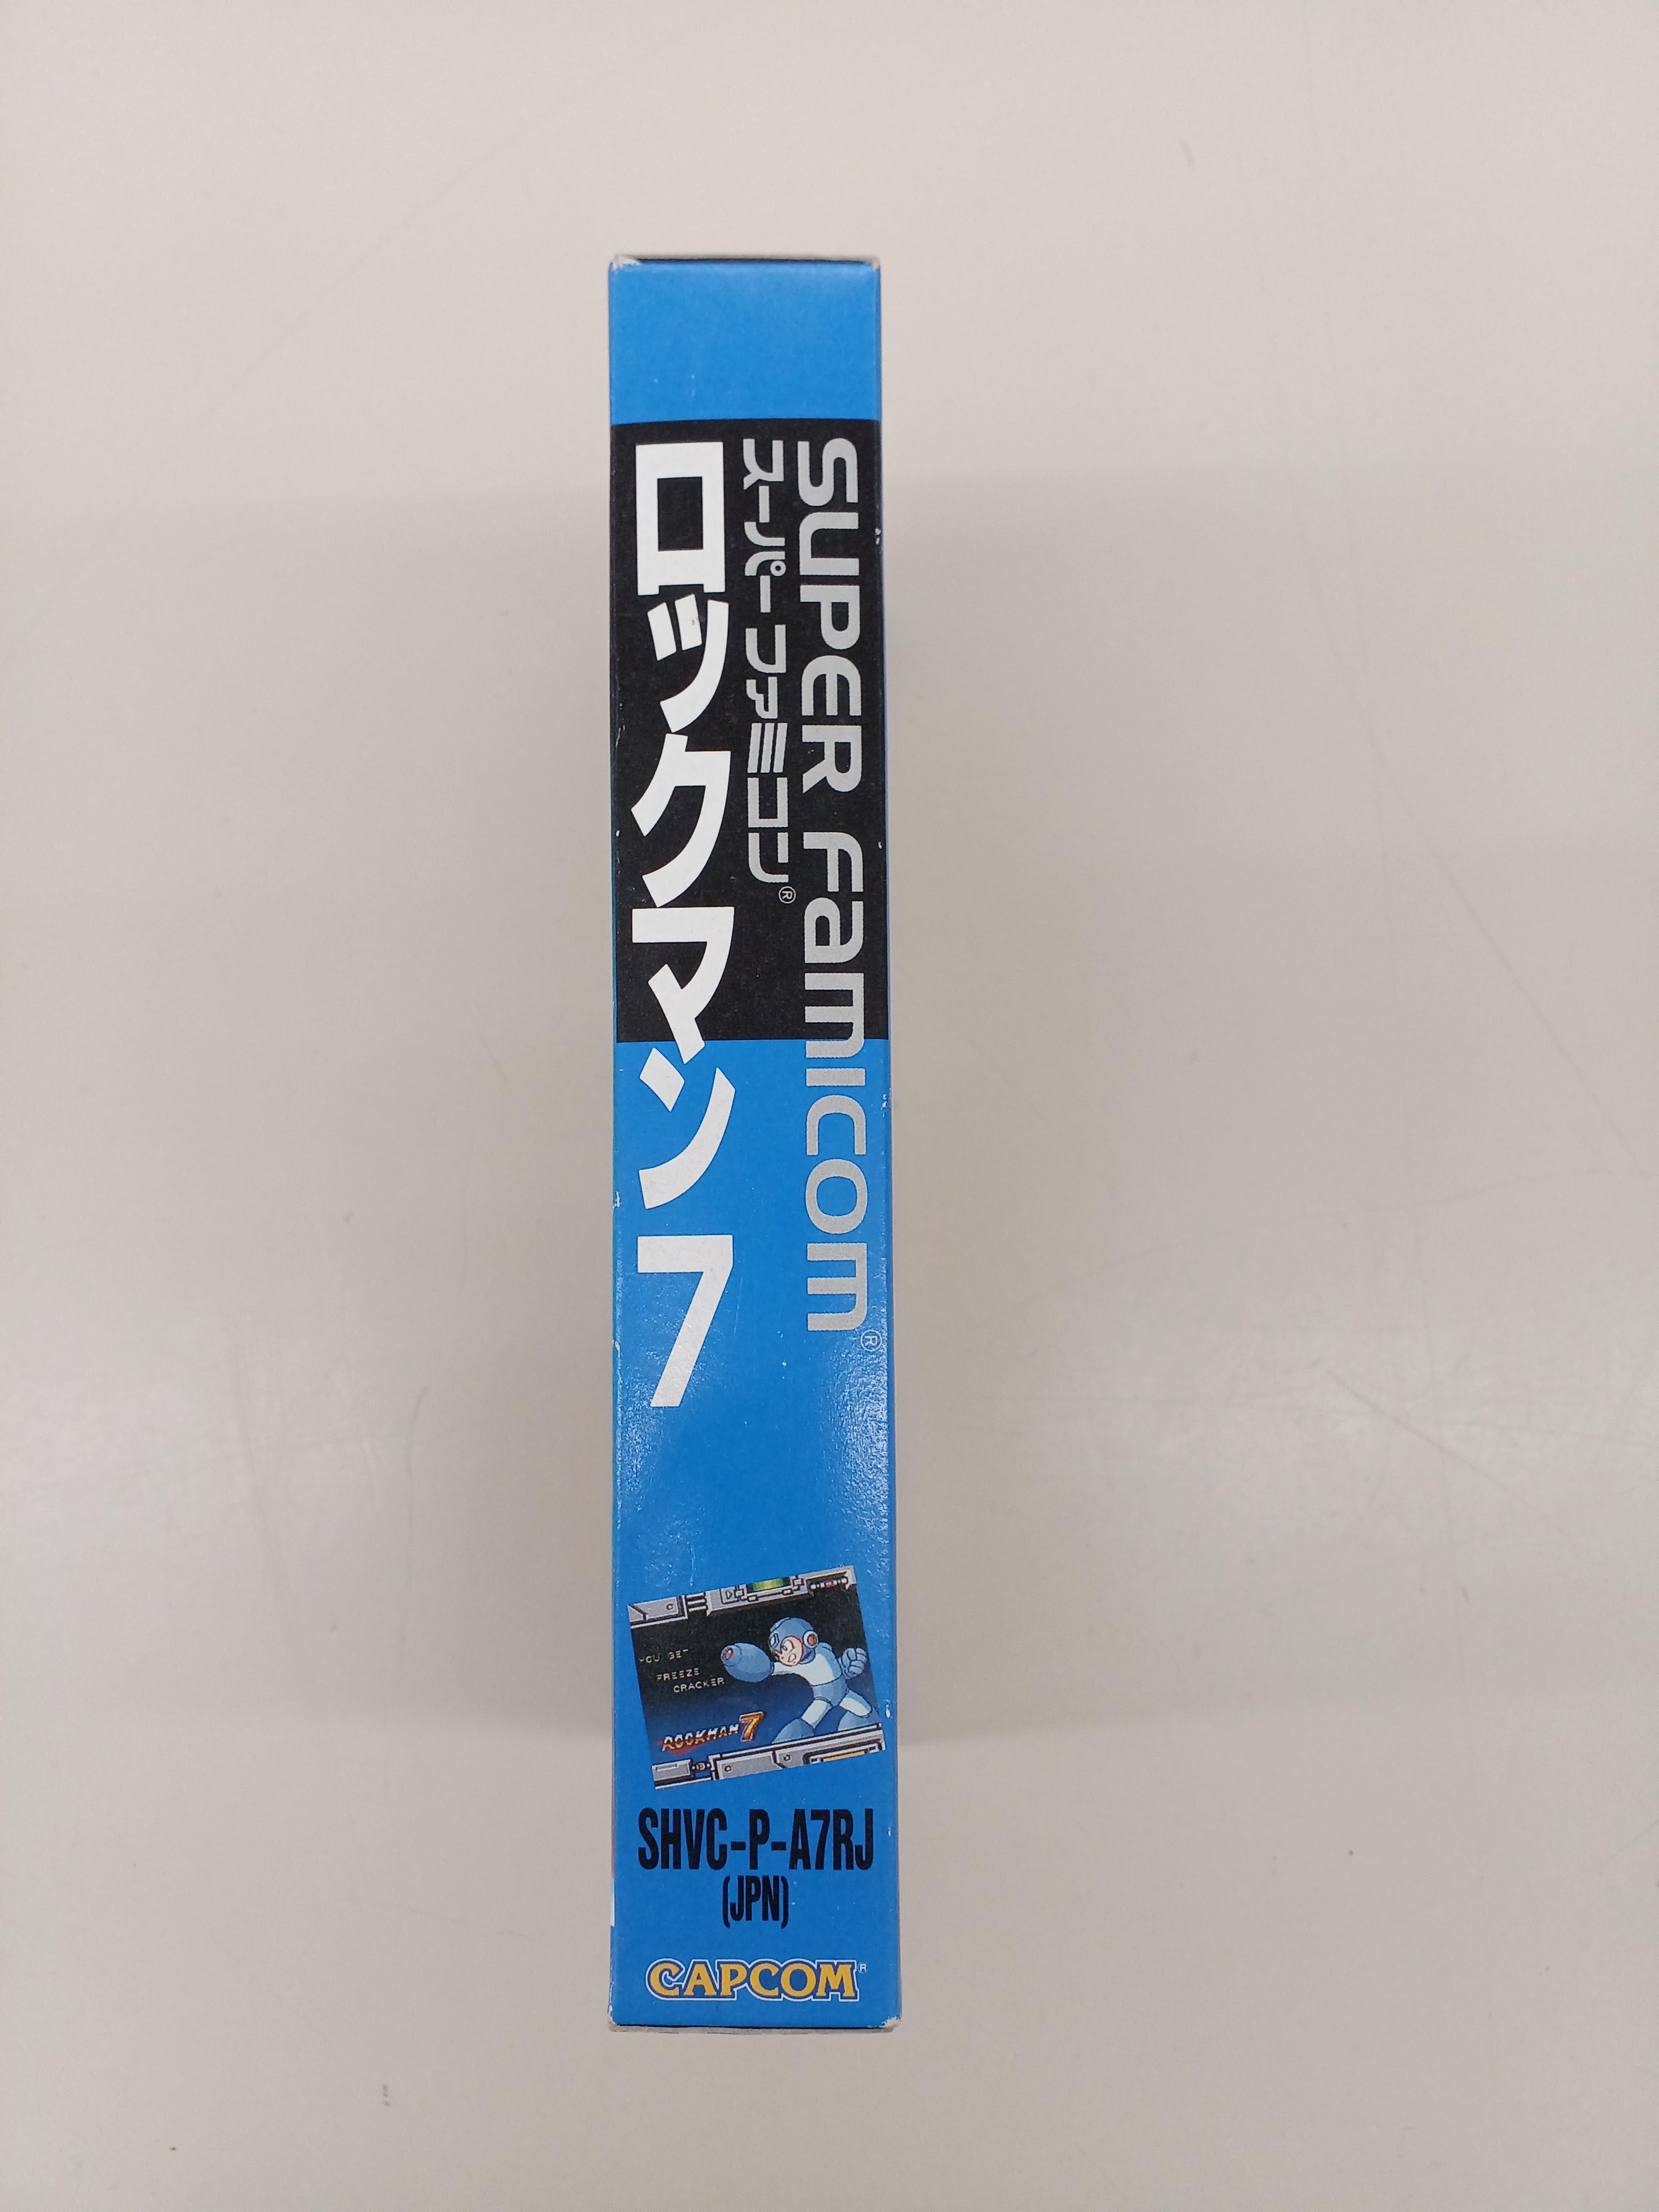 SUPER Famicom®
スーパーファミコン®
ロックマン7
YOU GET
FREEZE
CRACKER
ROCKMAN 7
SHVC-P-A7RJ
(JPN)
CAPCOM®